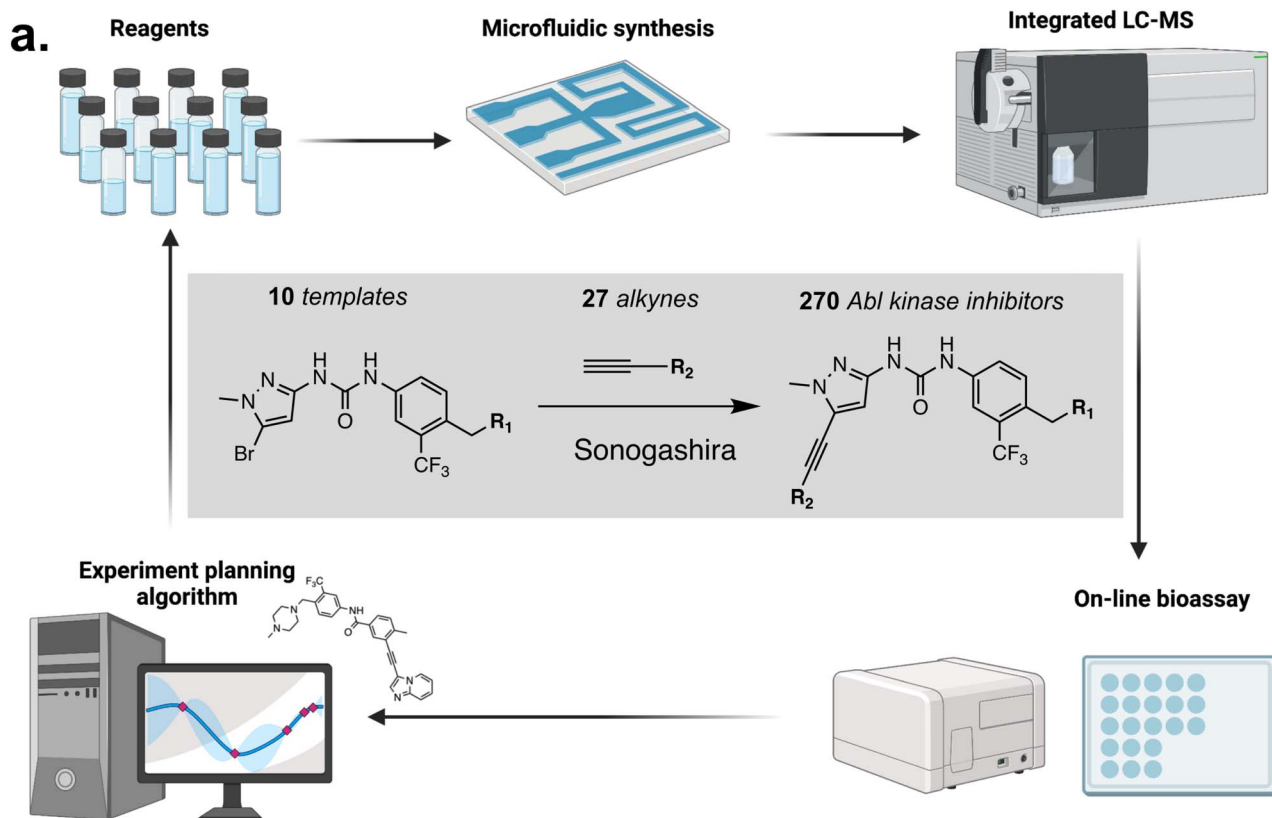 a.
Reagents
Microfluidic synthesis
Integrated LC-MS
10 templates
27 alkynes
270 Abl kinase inhibitors
N
N
Br
H
N
O
H
N
R₁
CF₃
R₂
Sonogashira
N
N
H
N
O
H
N
R₁
CF₃
R₂
Experiment planning
algorithm
F₃C
N
N
NH
O
N
N
On-line bioassay